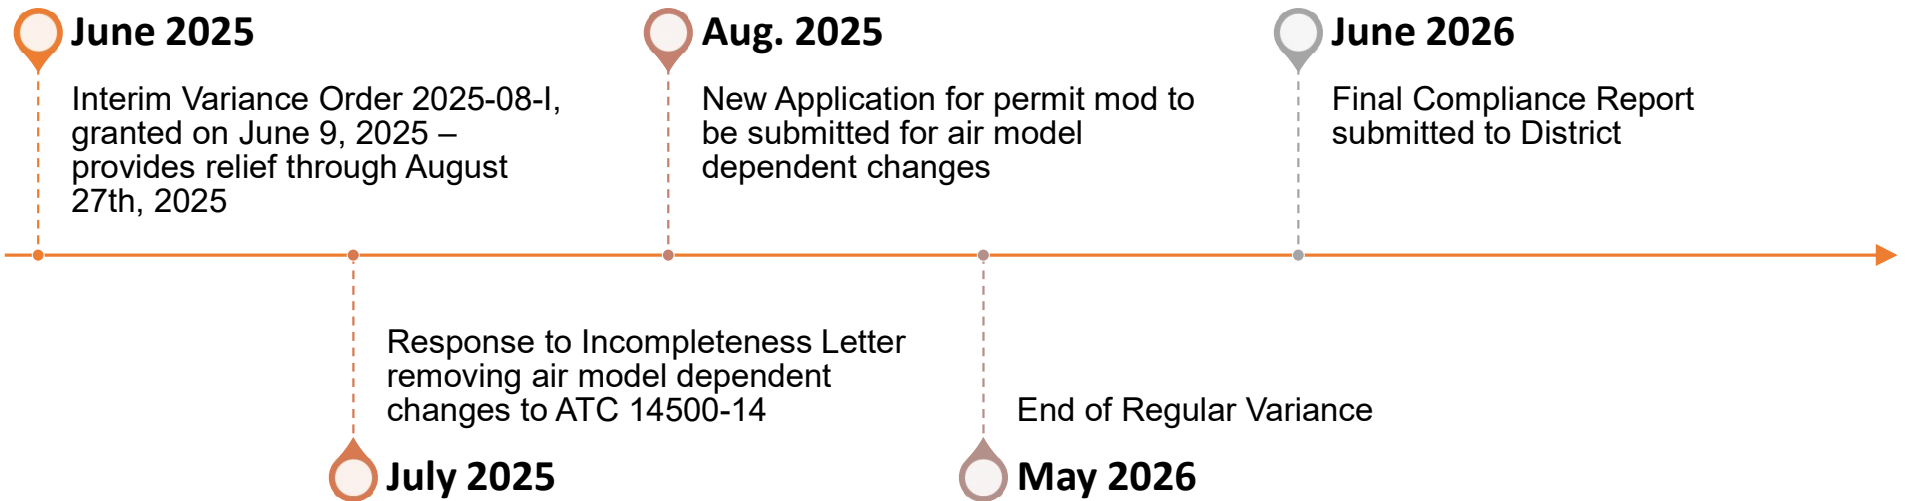 June 2025
Interim Variance Order 2025-08-I,
granted on June 9, 2025 –
provides relief through August
27th, 2025
Response to Incompleteness Letter
removing air model dependent
changes to ATC 14500-14
July 2025
Aug. 2025
New Application for permit mod to
be submitted for air model
dependent changes
End of Regular Variance
May 2026
June 2026
Final Compliance Report
submitted to District